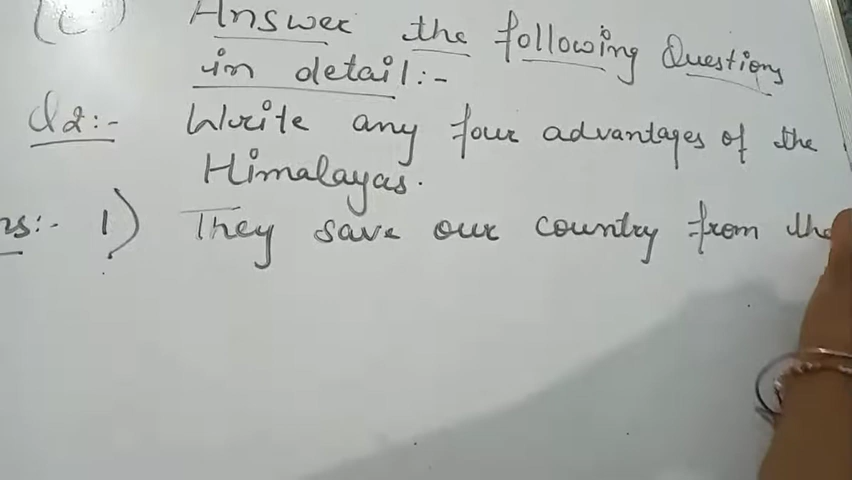 (C) Answer the following Questions
in detail:-
Q2:- Write any four advantages of the
Himalayas.
ns:- 1) They save our country from the